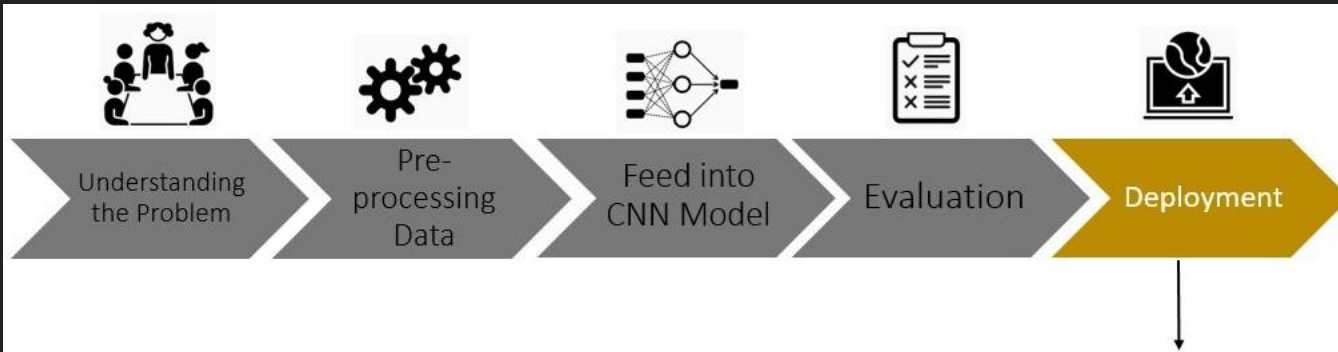 Understanding
the Problem
Pre-
processing
Data
Feed into
CNN Model
Evaluation
Deployment